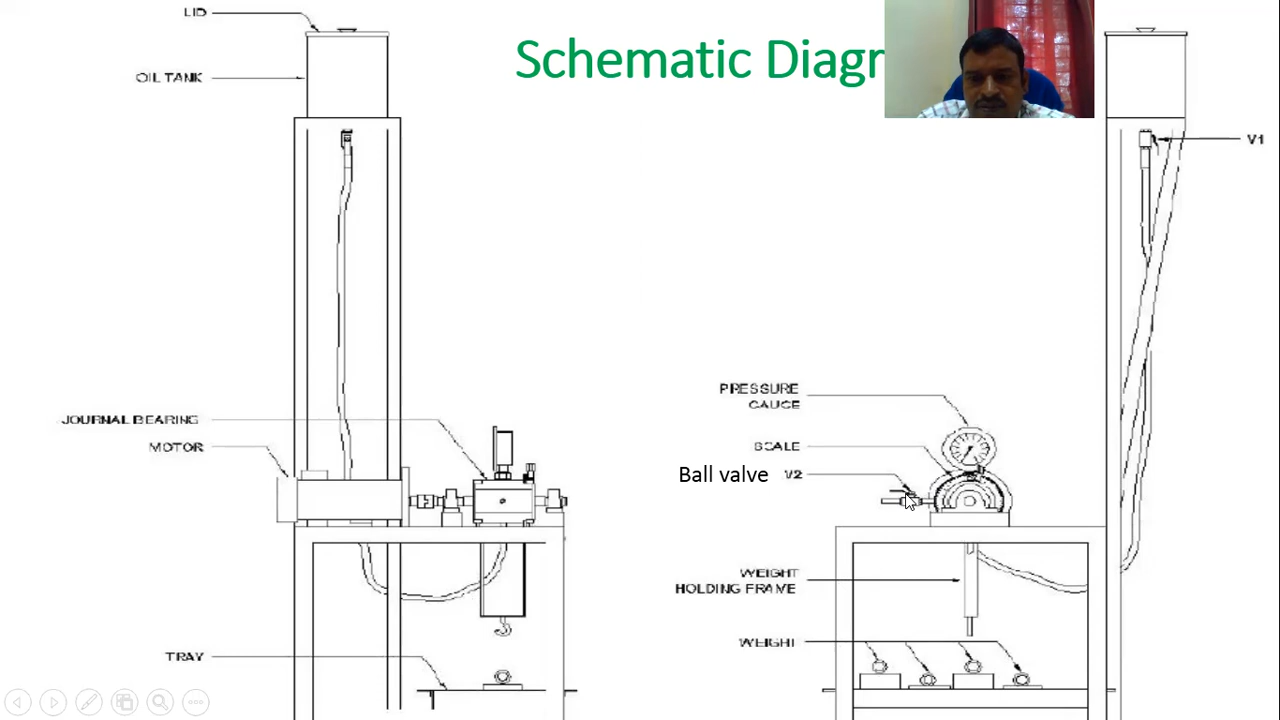 Schematic Diagr
LID
OIL TANK
V1
PRESSURE
GAUCE
JOURNAL BEARING
MOTOR
SCALE
Ball valve V2
WEIGHT
HOLDING FRAME
WEIGHT
TRAY